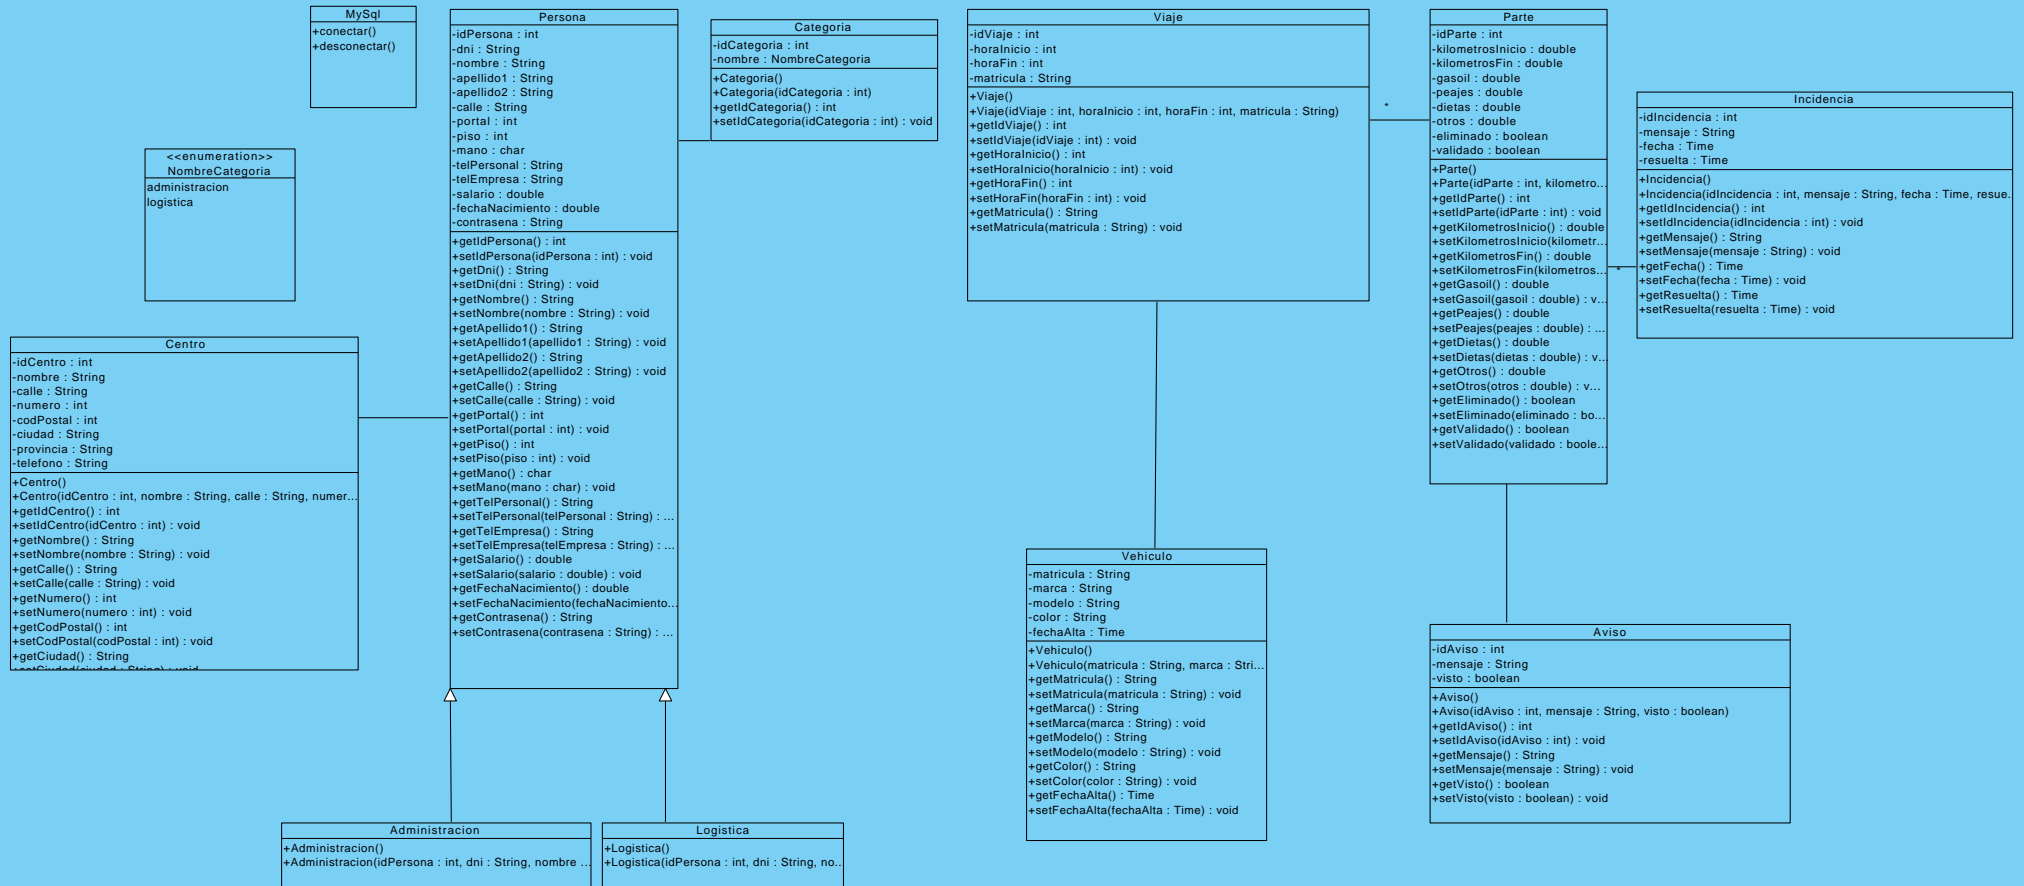 MySql
+conectar()
+desconectar()
<<enumeration>>
NombreCategoria
administracion
logistica
Centro
-idCentro : int
-nombre : String
-calle : String
-numero : int
-codPostal : int
-ciudad : String
-provincia : String
-telefono : String
+Centro()
+Centro(idCentro : int, nombre : String, calle : String, numer...
+getIdCentro() : int
+setIdCentro(idCentro : int) : void
+getNombre() : String
+setNombre(nombre : String) : void
+getCalle() : String
+setCalle(calle : String) : void
+getNumero() : int
+setNumero(numero : int) : void
+getCodPostal() : int
+setCodPostal(codPostal : int) : void
+getCiudad() : String
+setCiudad(ciudad : String) : void
Persona
-idPersona : int
-dni : String
-nombre : String
-apellido1 : String
-apellido2 : String
-calle : String
-portal : int
-piso : int
-mano : char
-telPersonal : String
-telEmpresa : String
-salario : double
-fechaNacimiento : double
-contrasena : String
+getIdPersona() : int
+setIdPersona(idPersona : int) : void
+getDni() : String
+setDni(dni : String) : void
+getNombre() : String
+setNombre(nombre : String) : void
+getApellido1() : String
+setApellido1(apellido1 : String) : void
+getApellido2() : String
+setApellido2(apellido2 : String) : void
+getCalle() : String
+setCalle(calle : String) : void
+getPortal() : int
+setPortal(portal : int) : void
+getPiso() : int
+setPiso(piso : int) : void
+getMano() : char
+setMano(mano : char) : void
+getTelPersonal() : String
+setTelPersonal(telPersonal : String) : ...
+getTelEmpresa() : String
+setTelEmpresa(telEmpresa : String) : ...
+getSalario() : double
+setSalario(salario : double) : void
+getFechaNacimiento() : double
+setFechaNacimiento(fechaNacimiento...
+getContrasena() : String
+setContrasena(contrasena : String) : ...
Categoria
-idCategoria : int
-nombre : NombreCategoria
+Categoria()
+Categoria(idCategoria : int)
+getIdCategoria() : int
+setIdCategoria(idCategoria : int) : void
Administracion
+Administracion()
+Administracion(idPersona : int, dni : String, nombre ...
Logistica
+Logistica()
+Logistica(idPersona : int, dni : String, no...
Viaje
-idViaje : int
-horaInicio : int
-horaFin : int
-matricula : String
+Viaje()
+Viaje(idViaje : int, horaInicio : int, horaFin : int, matricula : String)
+getIdViaje() : int
+setIdViaje(idViaje : int) : void
+getHoraInicio() : int
+setHoraInicio(horaInicio : int) : void
+getHoraFin() : int
+setHoraFin(horaFin : int) : void
+getMatricula() : String
+setMatricula(matricula : String) : void
*
Vehiculo
-matricula : String
-marca : String
-modelo : String
-color : String
-fechaAlta : Time
+Vehiculo()
+Vehiculo(matricula : String, marca : Stri...
+getMatricula() : String
+setMatricula(matricula : String) : void
+getMarca() : String
+setMarca(marca : String) : void
+getModelo() : String
+setModelo(modelo : String) : void
+getColor() : String
+setColor(color : String) : void
+getFechaAlta() : Time
+setFechaAlta(fechaAlta : Time) : void
Parte
-idParte : int
-kilometrosInicio : double
-kilometrosFin : double
-gasoil : double
-peajes : double
-dietas : double
-otros : double
-eliminado : boolean
-validado : boolean
+Parte()
+Parte(idParte : int, kilometro...
+getIdParte() : int
+setIdParte(idParte : int) : void
+getKilometrosInicio() : double
+setKilometrosInicio(kilometr...
+getKilometrosFin() : double
+setKilometrosFin(kilometros...
+getGasoil() : double
+setGasoil(gasoil : double) : v...
+getPeajes() : double
+setPeajes(peajes : double) : ...
+getDietas() : double
+setDietas(dietas : double) : v...
+getOtros() : double
+setOtros(otros : double) : v...
+getEliminado() : boolean
+setEliminado(eliminado : bo...
+getValidado() : boolean
+setValidado(validado : boole...
*
Incidencia
-idIncidencia : int
-mensaje : String
-fecha : Time
-resuelta : Time
+Incidencia()
+Incidencia(idIncidencia : int, mensaje : String, fecha : Time, resue...
+getIdIncidencia() : int
+setIdIncidencia(idIncidencia : int) : void
+getMensaje() : String
+setMensaje(mensaje : String) : void
+getFecha() : Time
+setFecha(fecha : Time) : void
+getResuelta() : Time
+setResuelta(resuelta : Time) : void
Aviso
-idAviso : int
-mensaje : String
-visto : boolean
+Aviso()
+Aviso(idAviso : int, mensaje : String, visto : boolean)
+getIdAviso() : int
+setIdAviso(idAviso : int) : void
+getMensaje() : String
+setMensaje(mensaje : String) : void
+getVisto() : boolean
+setVisto(visto : boolean) : void